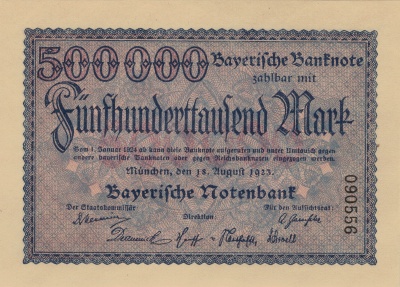 500000 Bayerische Banknote
zahlbar mit
Fünfhunderttausend Mark
Vom 1. Januar 1924 ab kann diese Banknote aufgerufen und unter Umtausch gegen
andere bayerische Banknoten oder gegen Reichsbanknoten eingezogen werden.
München, den 18. August 1923.
Bayerische Notenbank
Der Staatskommissär
Direktion
Für den Aufsichtsrat:
090556